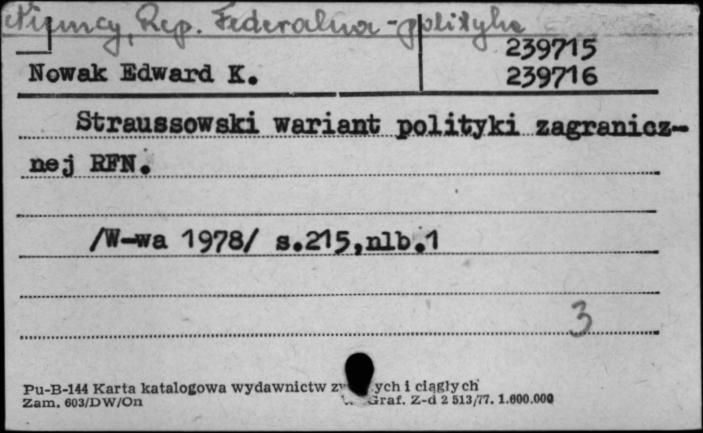 Niemcy, Rep. Federalna - polityka
239715
Nowak Edward K.
239716
Straussowski wariant polityki zagranicz-
nej RFN.
/W-wa 1978/ s.215,nlb.1
3
Pu-B-144 Karta katalogowa wydawnictw z ych i ciągłych
Zam. 603/DW/On Graf. Z-d 2 513/77. 1.600.000